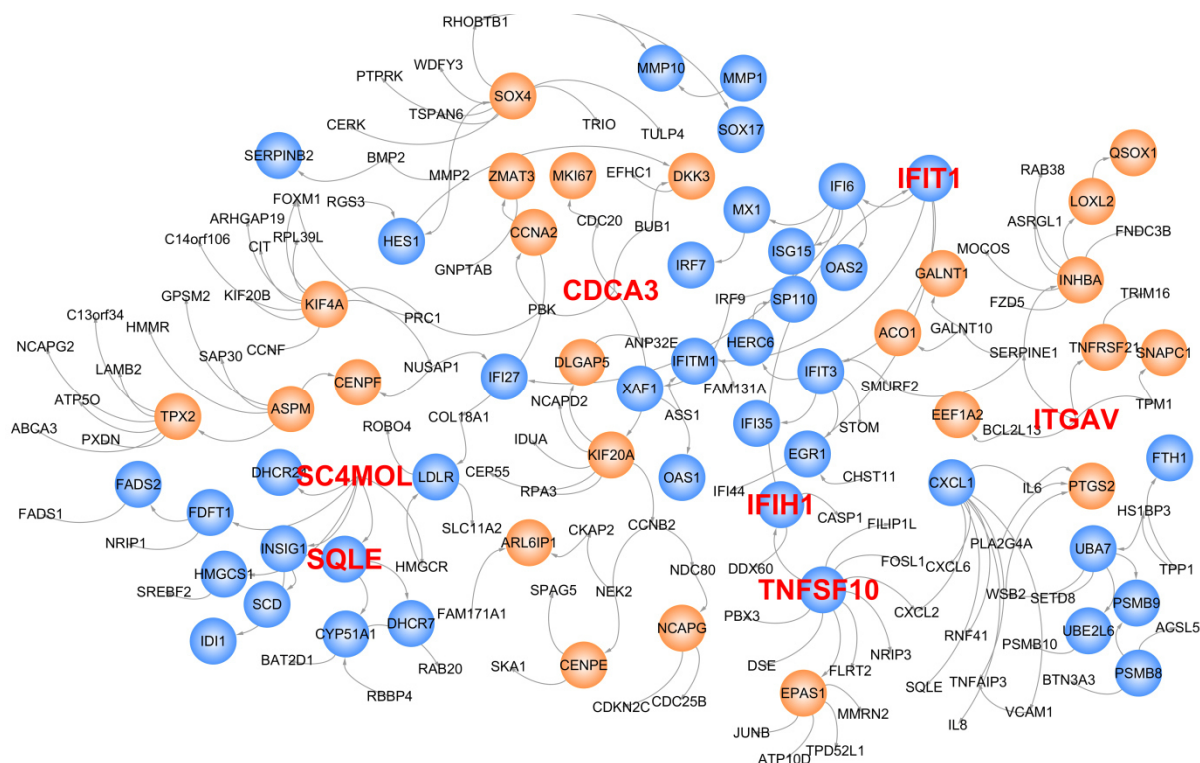 RHOBTB1
WDFY3
PTPRK
TSPAN6
CERK
SOX4
TRIO
TULP4
MMP10
MMP1
SOX17
SERPINB2
BMP2
MMP2
RGS3
HES1
ZMAT3
MKI67
EFHC1
DKK3
CDC20
BUB1
CCNA2
GNPTAB
FOXM1
ARHGAP19
C14orf106
CIT
RPL39L
KIF20B
KIF4A
CCNF
PRC1
NUSAP1
PBK
CDCA3
IFI6
IFIT1
MX1
ISG15
IRF7
OAS2
SP110
IRF9
GALNT1
GALNT10
ACO1
RAB38
QSOX1
LOXL2
ASRGL1
MOCOS
FNDC3B
INHBA
FZD5
TRIM16
SERPINE1
TNFRSF21
SNAPC1
TPM1
ITGAV
BCL2L13
EEF1A2
SMURF2
GPSM2
HMMR
C13orf34
NCAPG2
LAMB2
ATP5O
ABCA3
PXDN
TPX2
SAP30
ASPM
CENPF
IFI27
COL18A1
DLGAP5
ANP32E
XAF1
IFITM1
HERC6
FAM131A
IFIT3
STOM
IFI35
EGR1
CHST11
IFI44
NCAPD2
IDUA
CEP55
RPA3
KIF20A
ASS1
OAS1
ROBO4
LDLR
SLC11A2
DHCR24
SC4MOL
FADS2
FADS1
FDFT1
NRIP1
INSIG1
SQLE
HMGCS1
SREBF2
SCD
IDI1
HMGCR
CYP51A1
DHCR7
BAT2D1
RBBP4
RAB20
FAM171A1
ARL6IP1
CKAP2
CCNB2
SPAG5
NEK2
NDC80
CENPE
SKA1
NCAPG
CDKN2C
CDC25B
IFIH1
CASP1
FILIP1L
DDX60
TNFSF10
FOSL1
PBX3
DSE
FLRT2
NRIP3
EPAS1
MMRN2
JUNB
ATP10D
TPD52L1
CXCL1
IL6
PTGS2
PLA2G4A
CXCL6
CXCL2
WSB2
SETD8
RNF41
PSMB10
SQLE
TNFAIP3
IL8
VCAM1
FTH1
HS1BP3
UBA7
TPP1
PSMB9
UBE2L6
ACSL5
BTN3A3
PSMB8